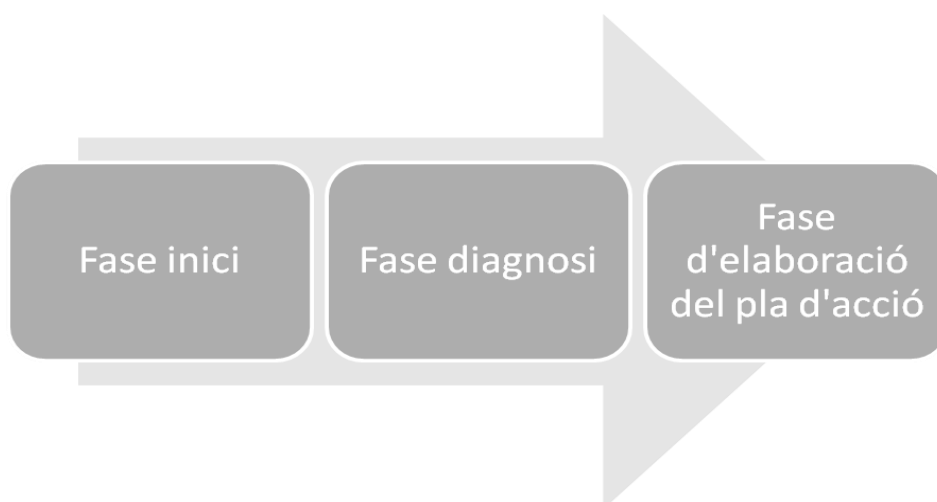 Fase inici
Fase diagnosi
Fase
d'elaboració
del pla d'acció